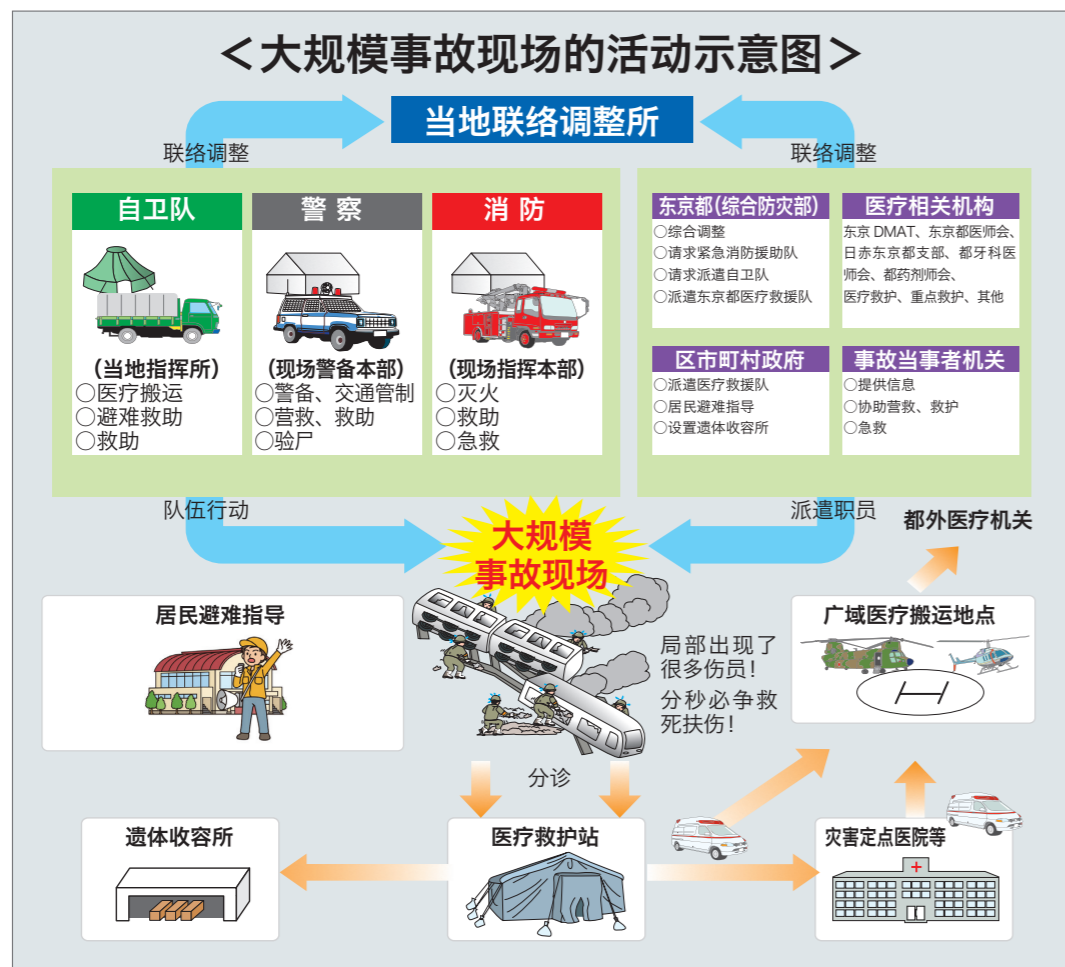 ＜大规模事故现场的活动示意图＞
当地联络调整所
联络调整
联络调整
自卫队
(当地指挥所)
○医疗搬运
○避难救助
○救助
警察
(现场警备本部)
○警备、交通管制
○营救、救助
○验尸
消防
(现场指挥本部)
○灭火
○救助
○急救
东京都(综合防灾部)
○综合调整
○请求紧急消防援助队
○请求派遣自卫队
○派遣东京都医疗救援队
医疗相关机构
东京 DMAT、东京都医师会、
日赤东京都支部、都牙科医
师会、都药剂师会、
医疗救护、重点救护、其他
区市町村政府
○派遣医疗救援队
○居民避难指导
○设置遗体收容所
事故当事者机关
○提供信息
○协助营救、救护
○急救
队伍行动
派遣职员
都外医疗机关
大规模
事故现场
居民避难指导
局部出现了
很多伤员！
分秒必争救
死扶伤！
广域医疗搬运地点
分诊
遗体收容所
医疗救护站
灾害定点医院等